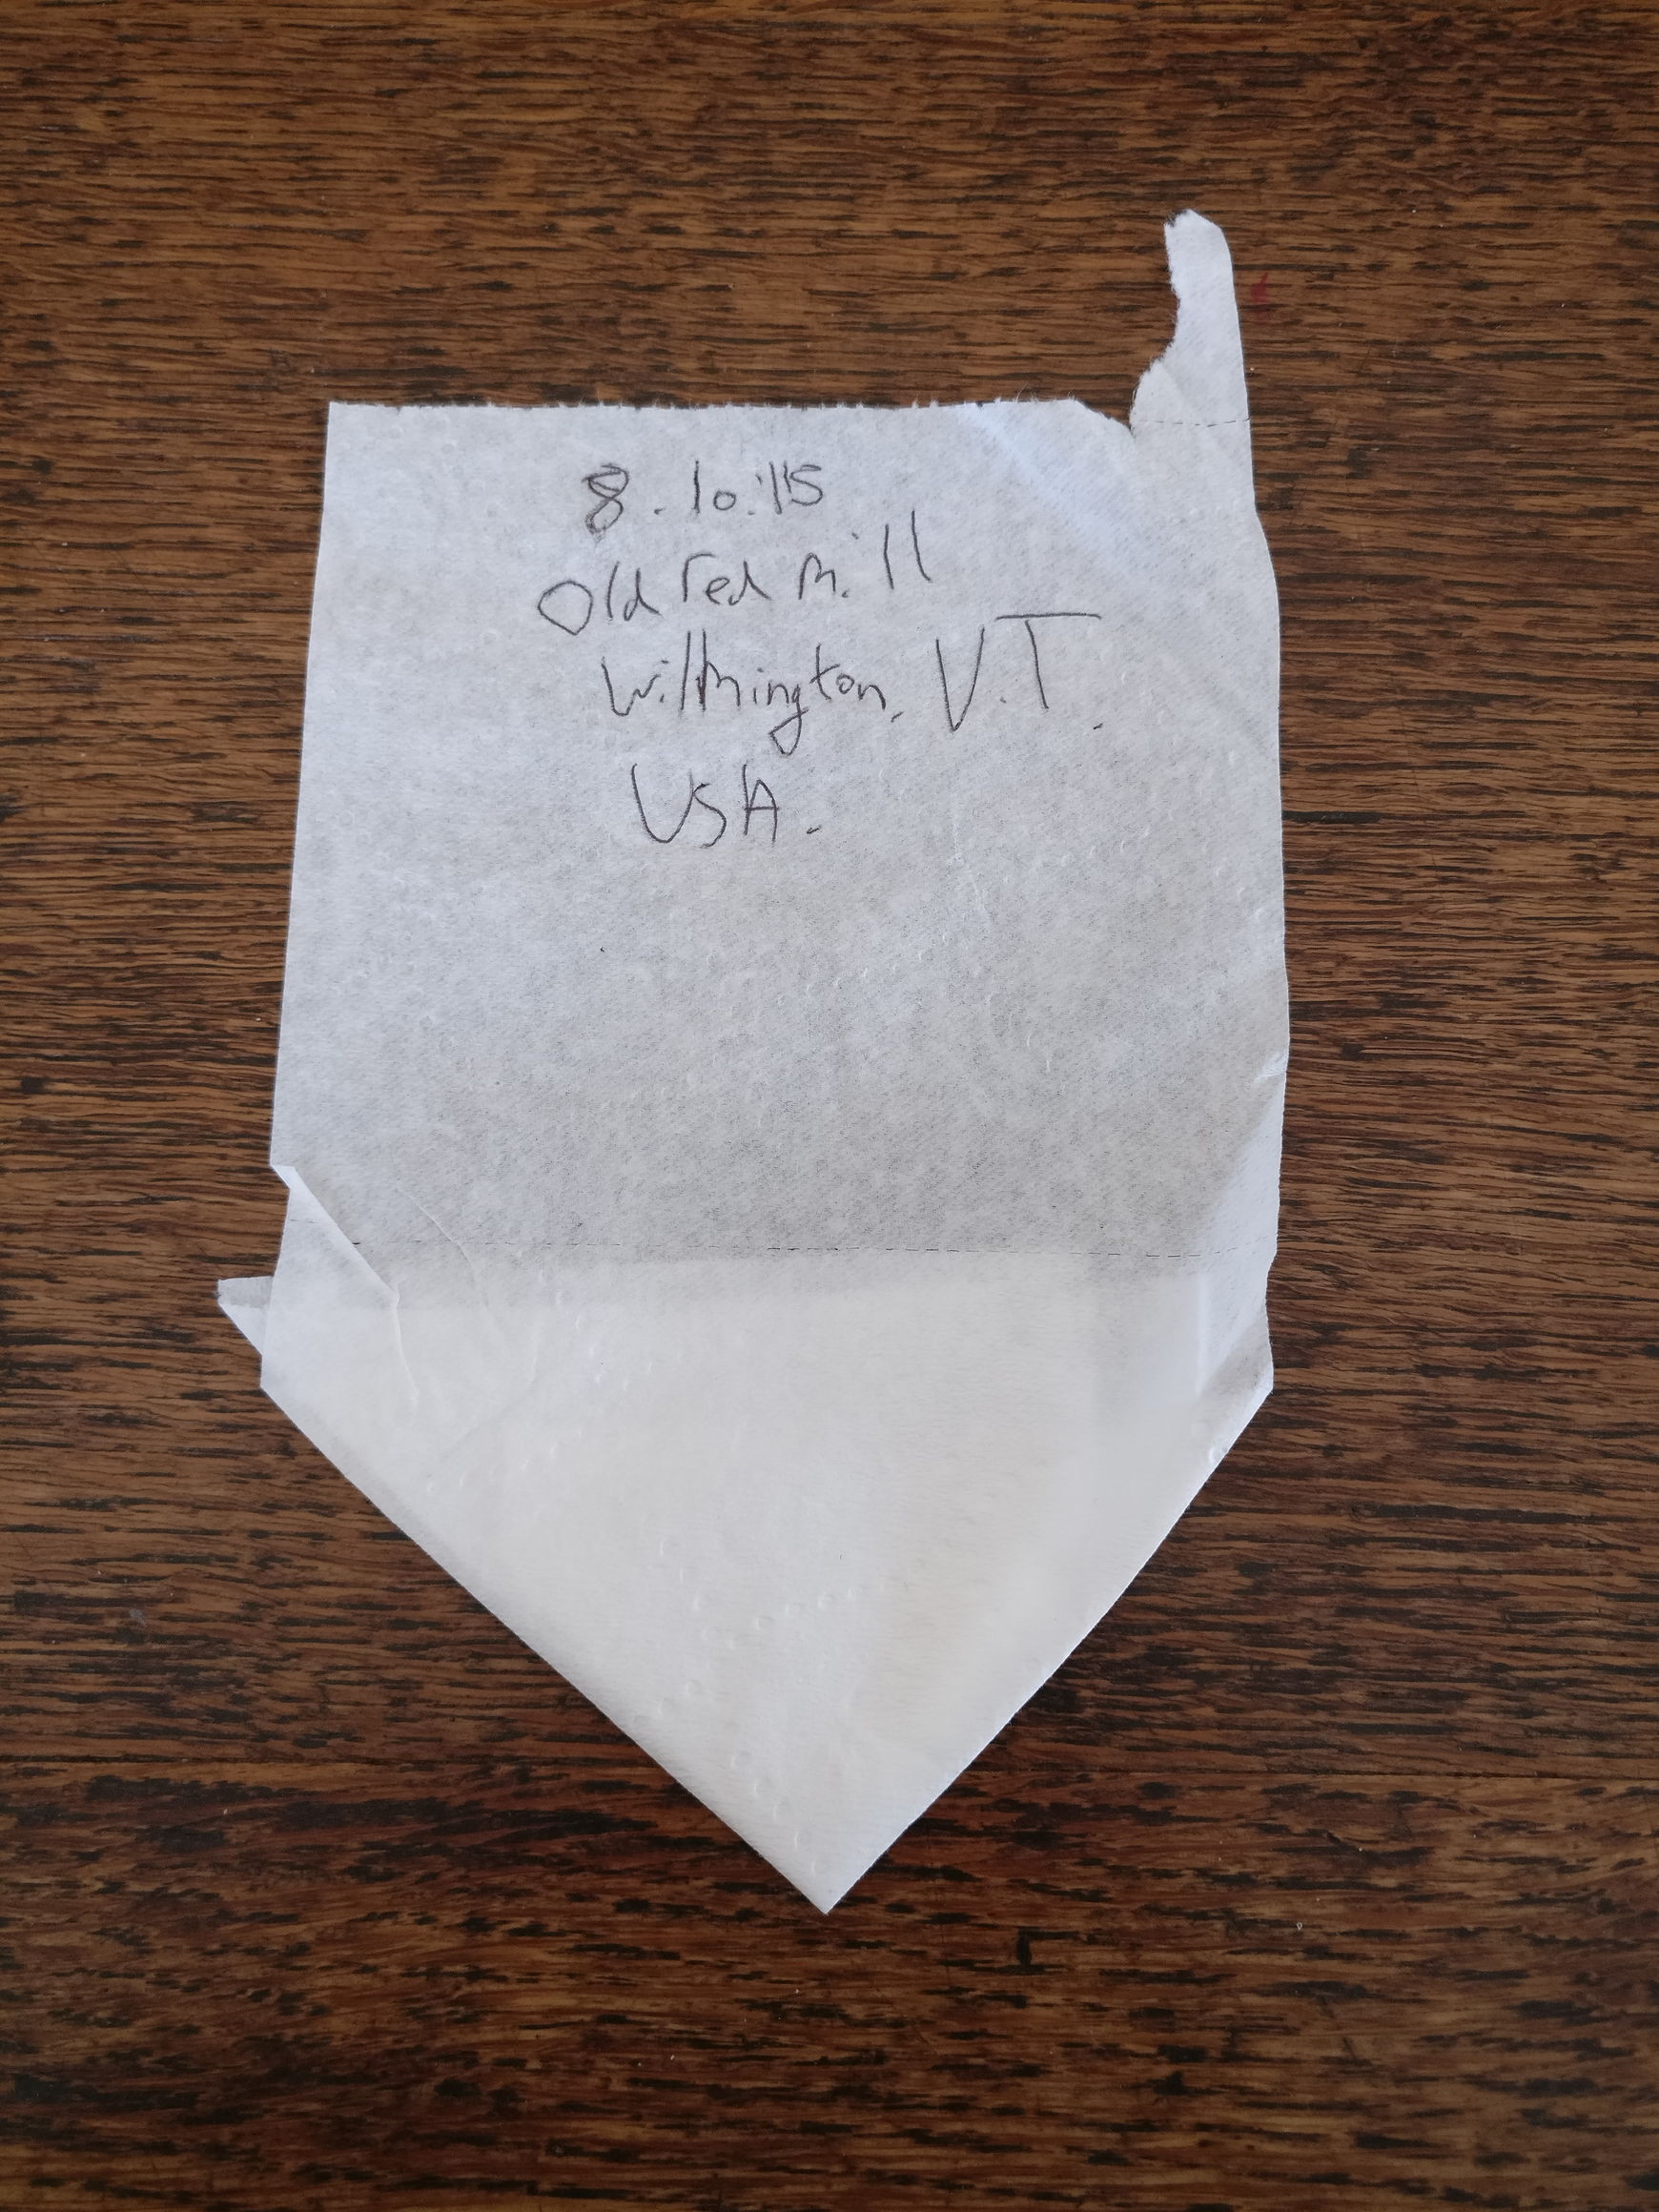 8.10.'15
Old red Mill
Wilmington, V.T.
USA.